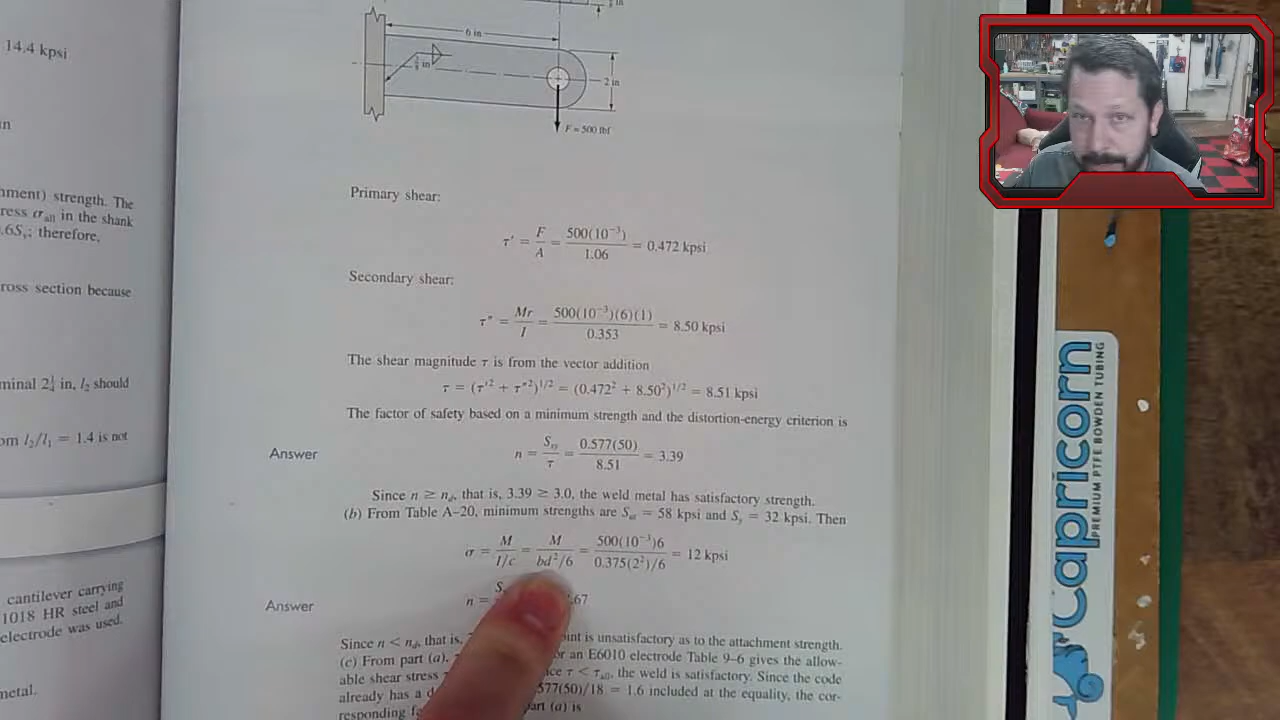 14.4 kpsi
in
6 in
3/8 in
2 in
F = 500 lbf
ment) strength. The
ress σall in the shank
.6Sy; therefore,
ross section because
minal 2 1/4 in, l2 should
om l2/l1 = 1.4 is not
cantilever carrying
1018 HR steel and
electrode was used.
metal.
Primary shear:
τ′ = F/A = 500(10⁻³)/1.06 = 0.472 kpsi
Secondary shear:
τ″ = Mr/I = 500(10⁻³)(6)(1)/0.353 = 8.50 kpsi
The shear magnitude τ is from the vector addition
τ = (τ′² + τ″²)^1/2 = (0.472² + 8.50²)^1/2 = 8.51 kpsi
The factor of safety based on a minimum strength and the distortion-energy criterion is
Answer n = Ssy/τ = 0.577(50)/8.51 = 3.39
Since n ≥ nd, that is, 3.39 ≥ 3.0, the weld metal has satisfactory strength.
(b) From Table A–20, minimum strengths are Sut = 58 kpsi and Sy = 32 kpsi. Then
σ = M/(I/c) = M/(bd²/6) = 500(10⁻³)6/(0.375(2²)/6) = 12 kpsi
Answer n = S .67
Since n < nd, that is, int is unsatisfactory as to the attachment strength.
(c) From part (a), or an E6010 electrode Table 9–6 gives the allow-
able shear stress τ < τall, the weld is satisfactory. Since the code
already has a d .577(50)/18 = 1.6 included at the equality, the cor-
responding part (a) is
Capricorn
PREMIUM PTFE BOWDEN TUBING